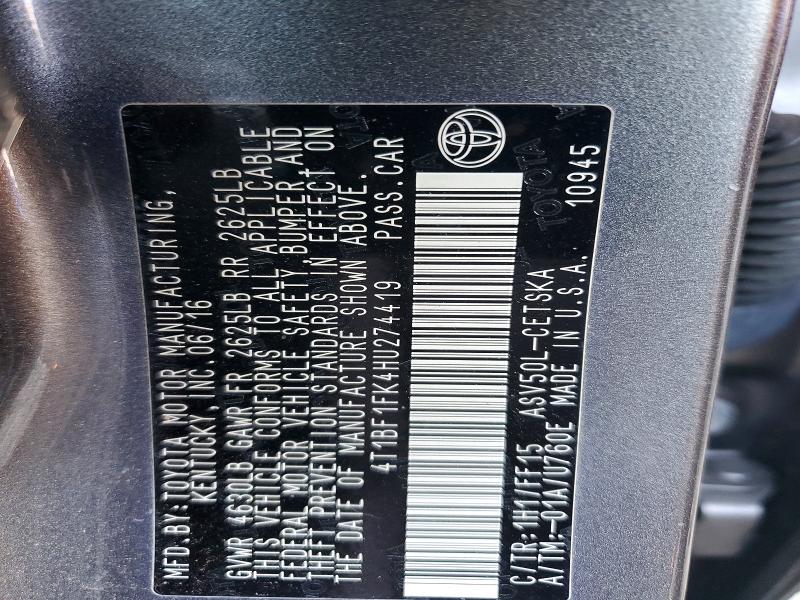 MFD.BY:TOYOTA MOTOR MANUFACTURING,
KENTUCKY, INC.06/16
GVWR 4630LB GAWR FR 2625LB RR 2625LB
THIS VEHICLE CONFORMS TO ALL APPLICABLE
FEDERAL MOTOR VEHICLE SAFETY, BUMPER AND
THEFT PREVENTION STANDARDS IN EFFECT ON
THE DATE OF MANUFACTURE SHOWN ABOVE.
4T1BF1FK4HU274419 PASS.CAR
TOYOTA
C/TR:1H1/FF15 ASV50L-CETSKA
A/TM:-01A/U760E MADE IN U.S.A. 10945